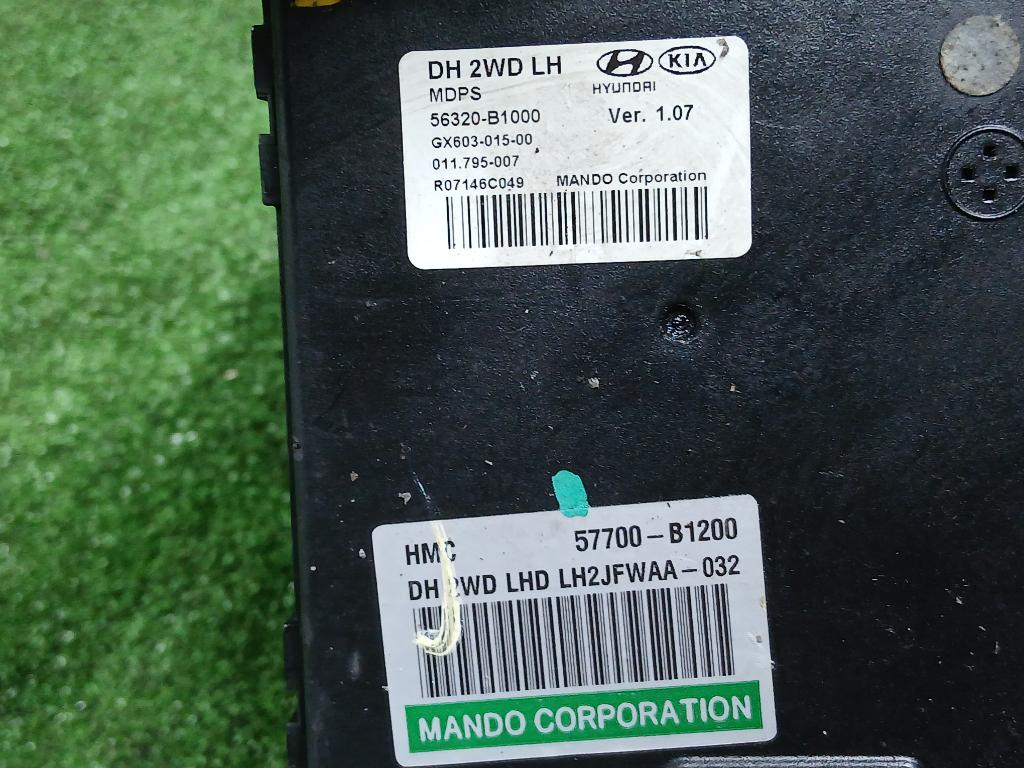 DH 2WD LH
HYUNDAI KIA
MDPS
56320-B1000 Ver. 1.07
GX603-015-00
011.795-007
R07146C049 MANDO Corporation
HMC 57700-B1200
DH 2WD LHD LH2JFWAA-032
MANDO CORPORATION